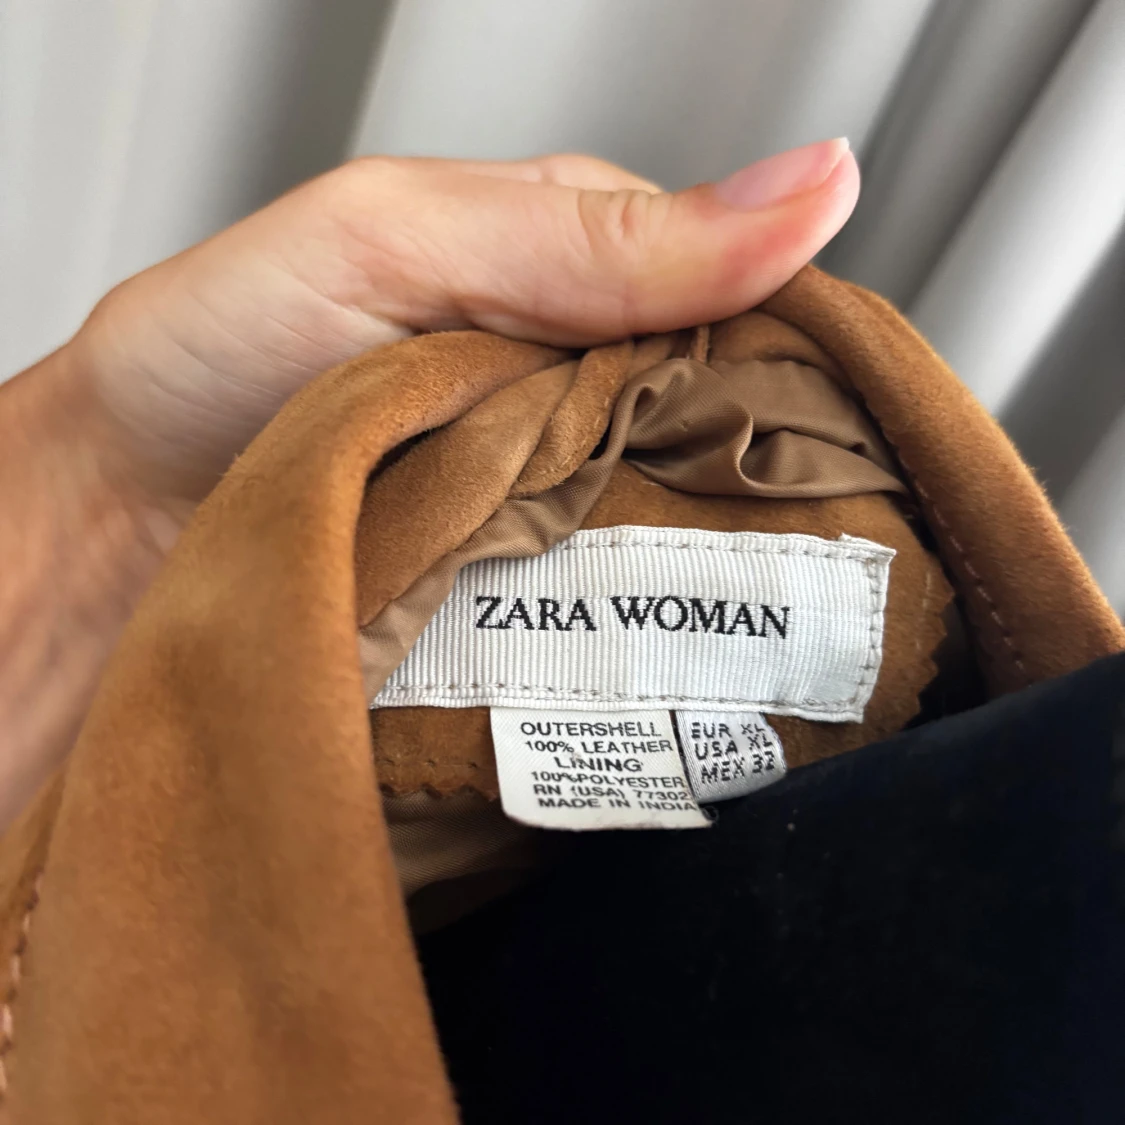 ZARA WOMAN
OUTERSHELL
100% LEATHER
LINING
100%POLYESTER
RN (USA) 77302
MADE IN INDIA
EUR XL
USA XL
MEX 32